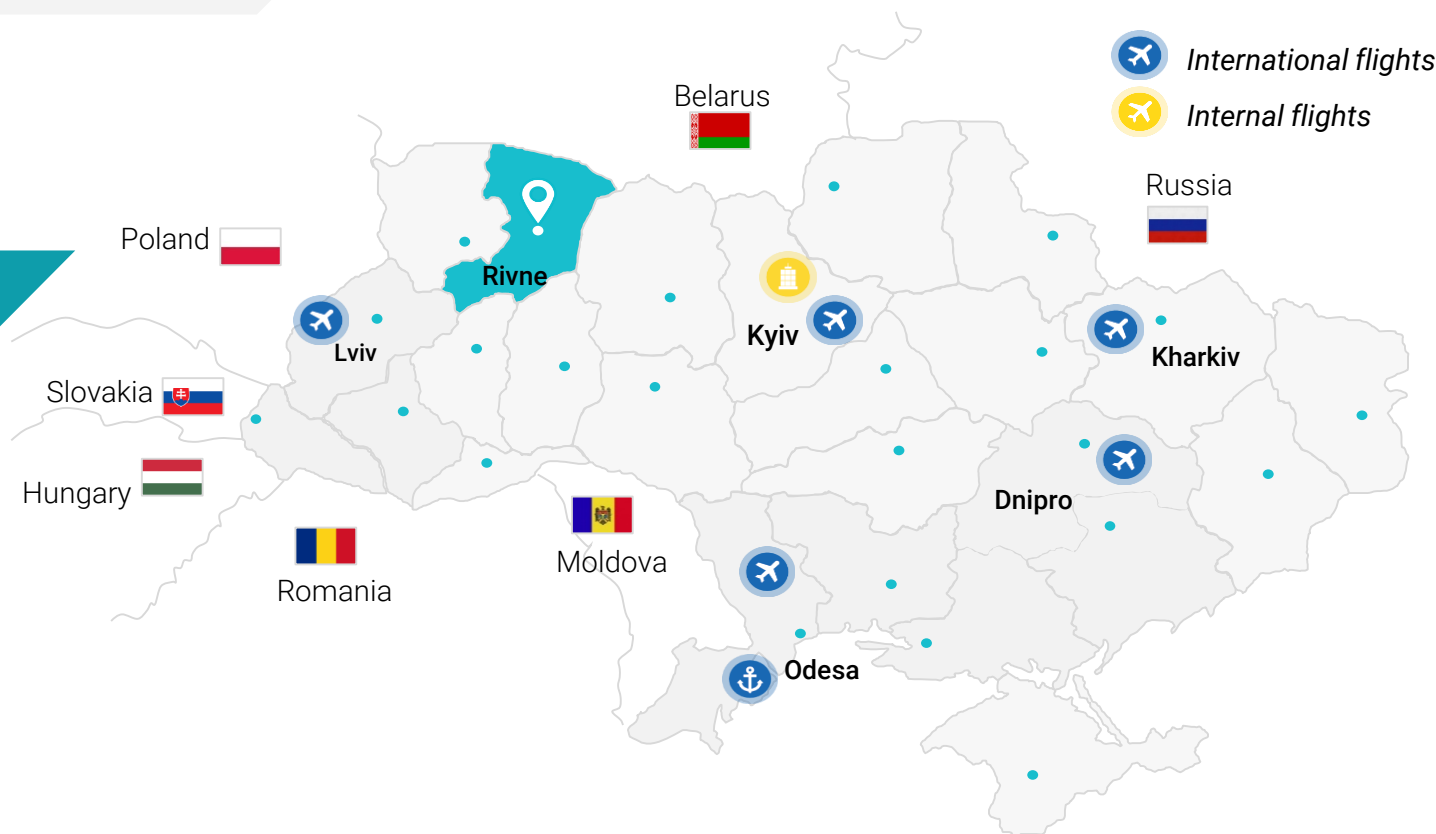 International flights
Belarus
Internal flights
Russia
Poland
Rivne
Kyiv
Lviv
Kharkiv
Slovakia
Hungary
Dnipro
Moldova
Romania
Odesa